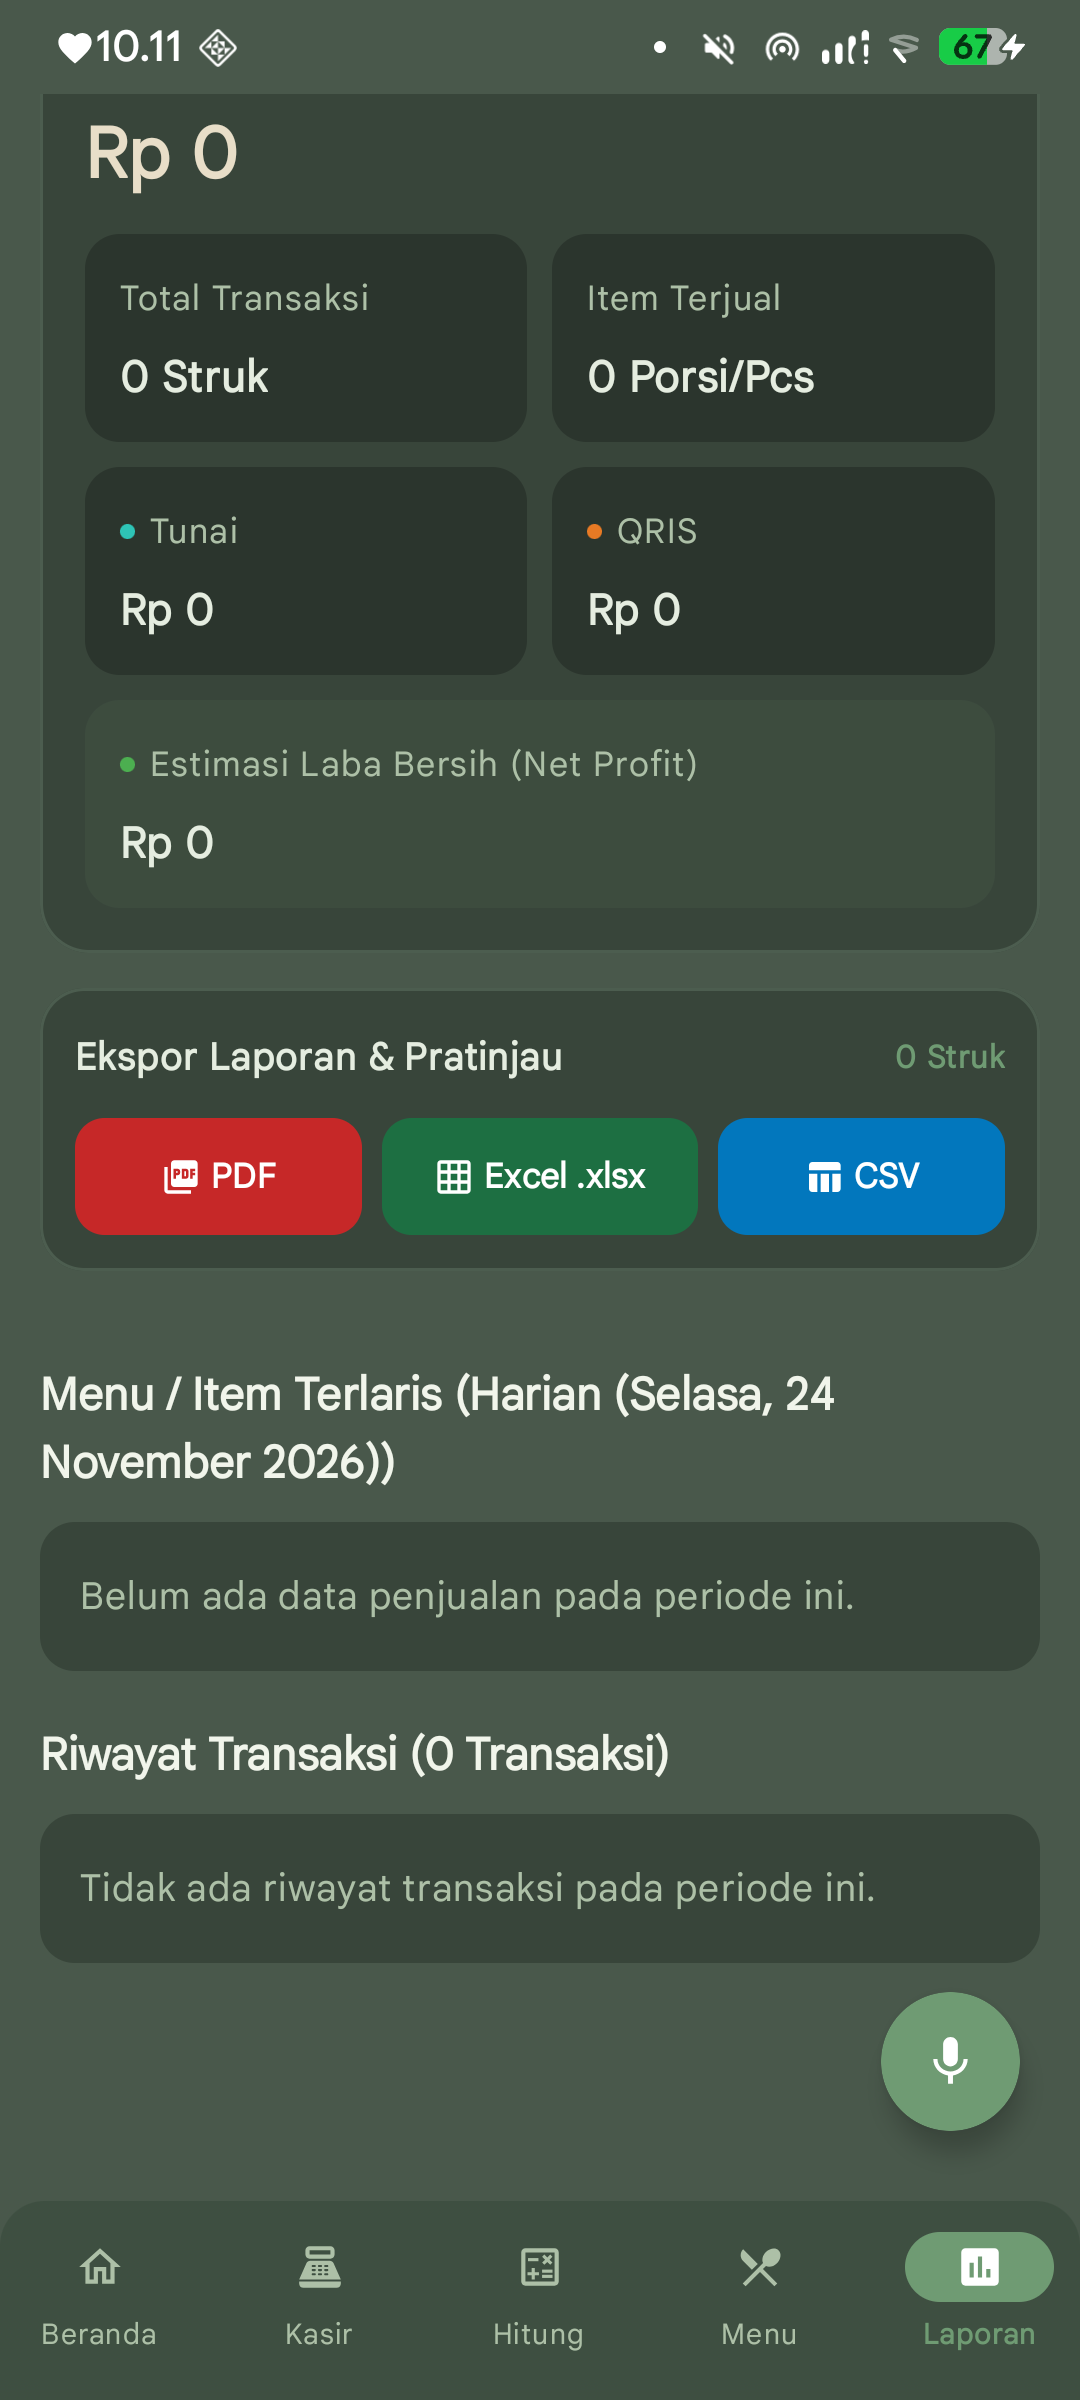 10.11
67
Rp 0
Total Transaksi
0 Struk
Item Terjual
0 Porsi/Pcs
Tunai
Rp 0
QRIS
Rp 0
Estimasi Laba Bersih (Net Profit)
Rp 0
Ekspor Laporan & Pratinjau
0 Struk
PDF PDF
Excel .xlsx
CSV
Menu / Item Terlaris (Harian (Selasa, 24
November 2026))
Belum ada data penjualan pada periode ini.
Riwayat Transaksi (0 Transaksi)
Tidak ada riwayat transaksi pada periode ini.
Beranda
Kasir
Hitung
Menu
Laporan